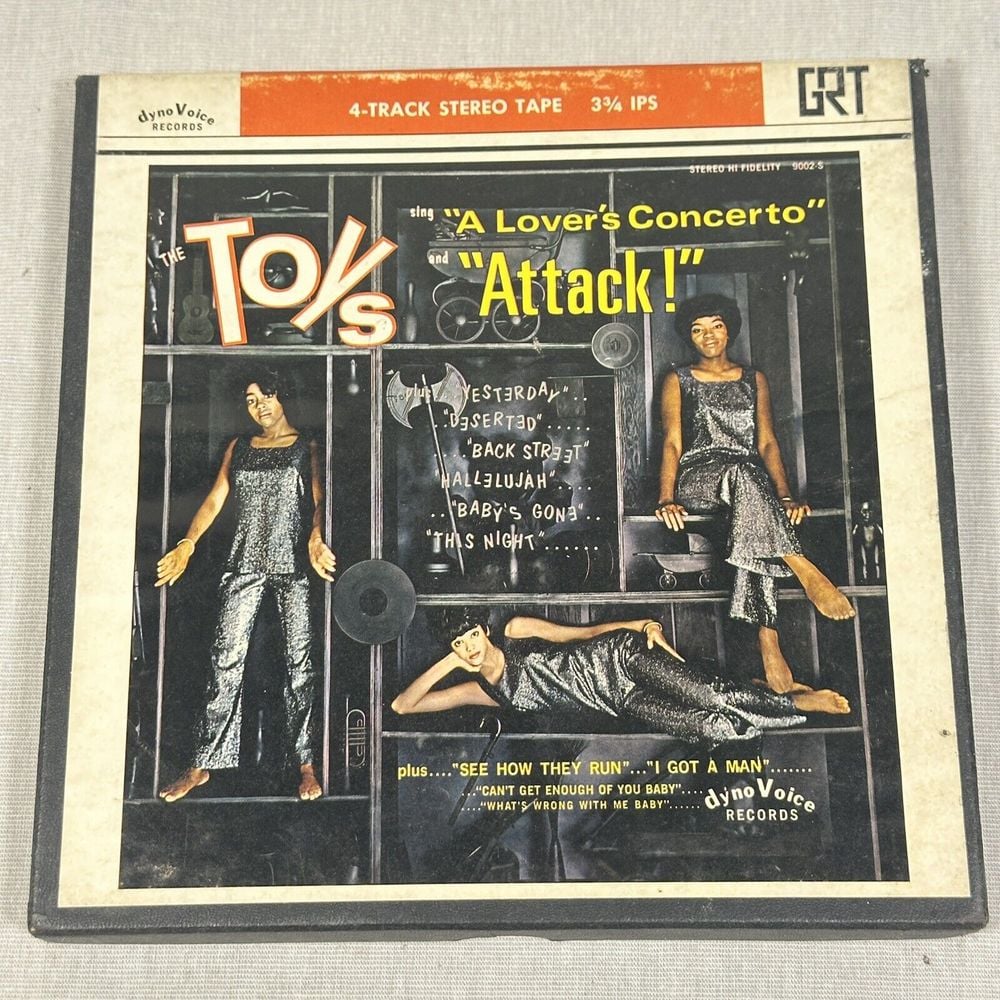 dynoVoice
RECORDS
4-TRACK STEREO TAPE 3¾ IPS
GRT
STEREO HI FIDELITY 9002-S
THE TOYS
sing "A Lover's Concerto"
and "Attack!"
plus.. "YESTERDAY"...
.."DESERTED".....
.."BACK STREET"
"HALLELUJAH".....
.."BABY'S GONE"..
"THIS NIGHT"......
plus...."SEE HOW THEY RUN"..."I GOT A MAN".......
..."CAN'T GET ENOUGH OF YOU BABY"....
...."WHAT'S WRONG WITH ME BABY"......
dynoVoice
RECORDS